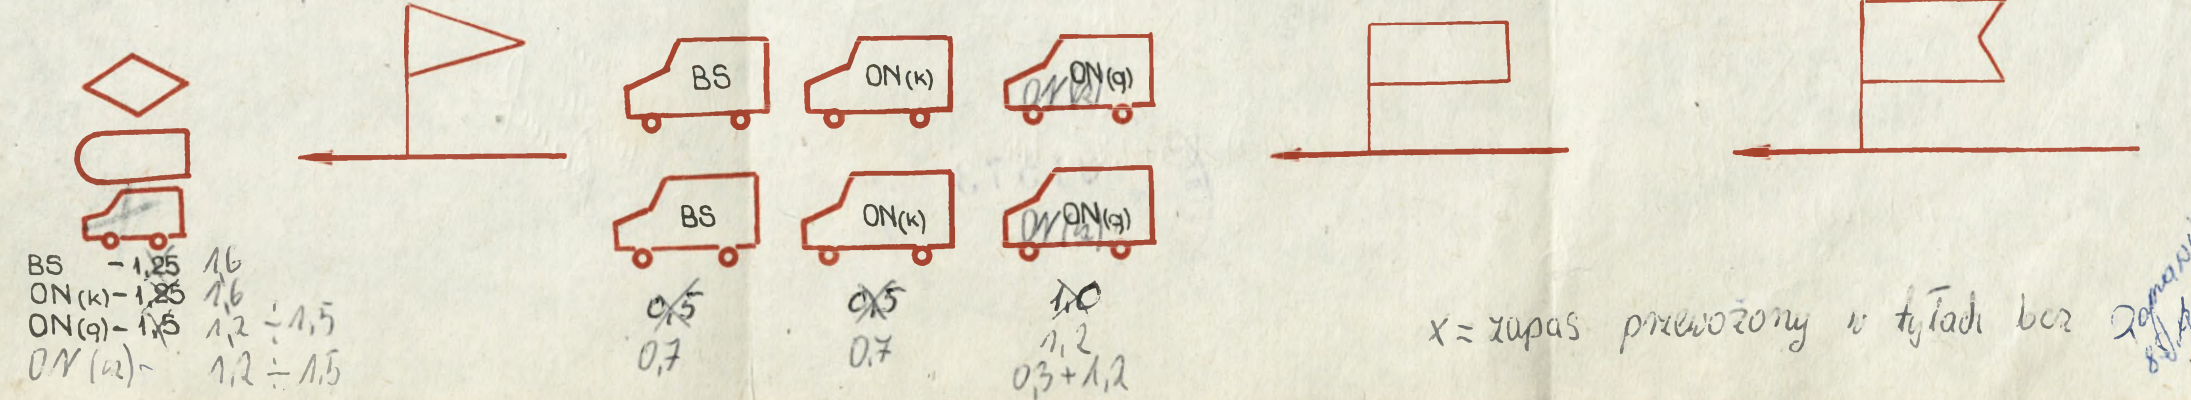 BS ON(k) ON(g)
BS ON(k) ON(g)
BS - 1,25 1,6
ON(k) - 1,25 1,6
ON(g) - 1,5 1,2 ÷ 1,5
1,2 ÷ 1,5
0,5 0,5 1,0
0,7 0,7 1,2
0,3+1,2
x = zapas przewożony w tyłach bez